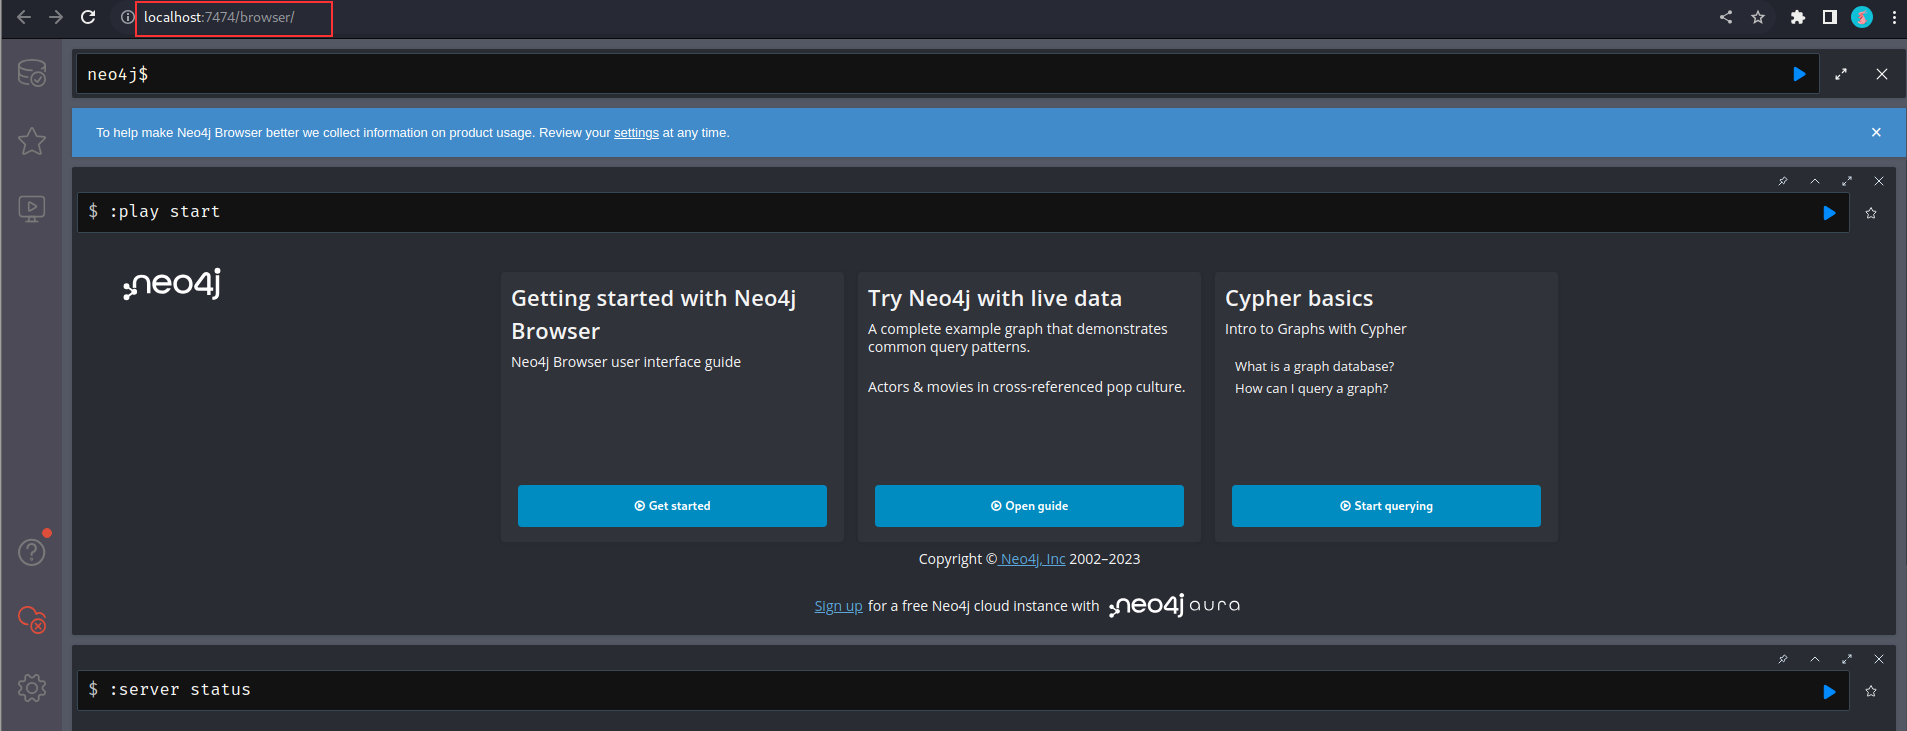 localhost:7474/browser/
neo4j$
To help make Neo4j Browser better we collect information on product usage. Review your settings at any time.
$ :play start
neo4j
Getting started with Neo4j
Browser
Neo4j Browser user interface guide
Get started
Try Neo4j with live data
A complete example graph that demonstrates
common query patterns.
Actors & movies in cross-referenced pop culture.
Open guide
Cypher basics
Intro to Graphs with Cypher
What is a graph database?
How can I query a graph?
Start querying
Copyright © Neo4j, Inc 2002–2023
Sign up for a free Neo4j cloud instance with neo4j aura
$ :server status